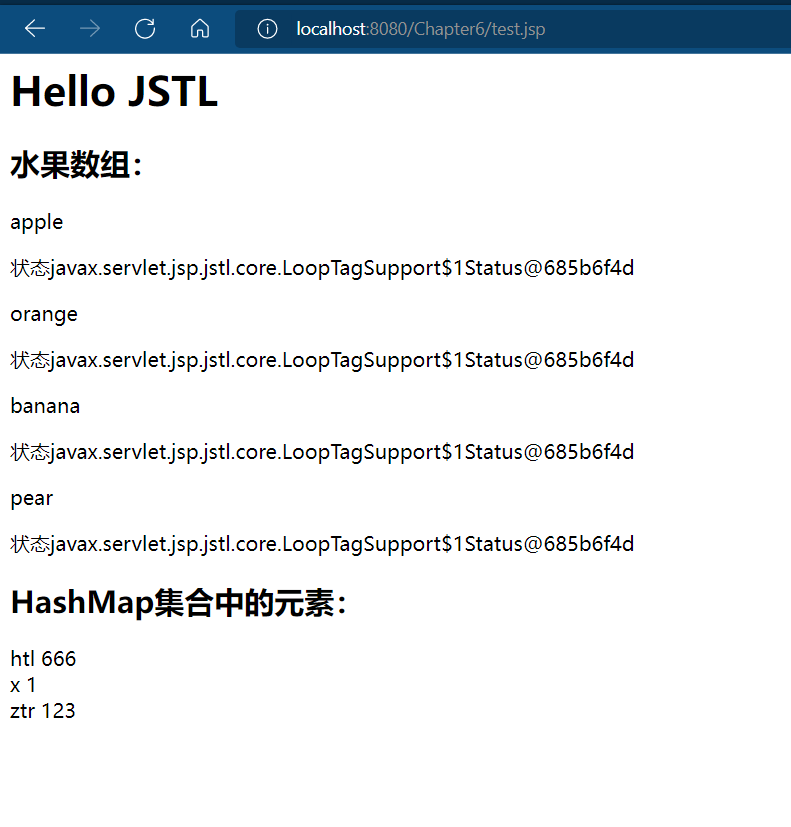 localhost:8080/Chapter6/test.jsp
Hello JSTL
水果数组：
apple
状态javax.servlet.jsp.jstl.core.LoopTagSupport$1Status@685b6f4d
orange
状态javax.servlet.jsp.jstl.core.LoopTagSupport$1Status@685b6f4d
banana
状态javax.servlet.jsp.jstl.core.LoopTagSupport$1Status@685b6f4d
pear
状态javax.servlet.jsp.jstl.core.LoopTagSupport$1Status@685b6f4d
HashMap集合中的元素：
htl 666
x 1
ztr 123